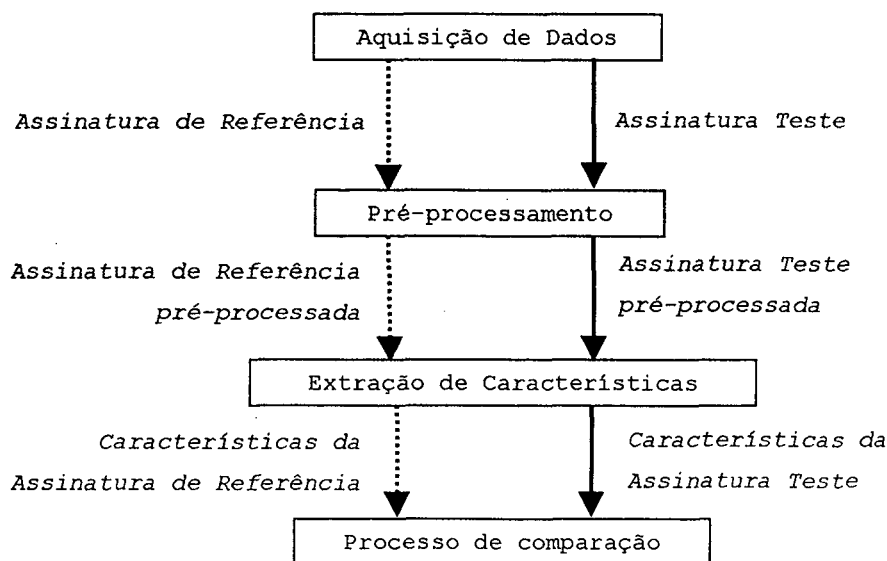 Aquisição de Dados
Assinatura de Referência
Assinatura Teste
Pré-processamento
Assinatura de Referência
pré-processada
Assinatura Teste
pré-processada
Extração de Características
Características da
Assinatura de Referência
Características da
Assinatura Teste
Processo de comparação